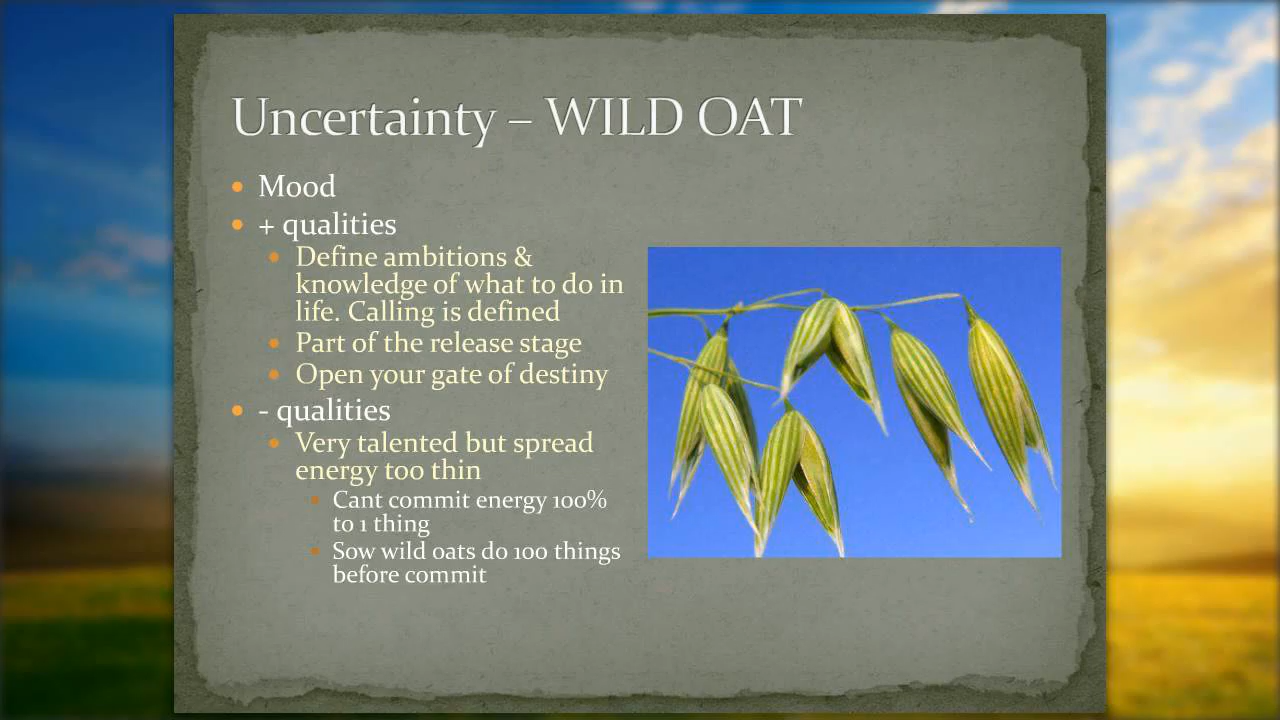 Uncertainty – WILD OAT
Mood
+ qualities
Define ambitions &
knowledge of what to do in
life. Calling is defined
Part of the release stage
Open your gate of destiny
- qualities
Very talented but spread
energy too thin
Cant commit energy 100%
to 1 thing
Sow wild oats do 100 things
before commit